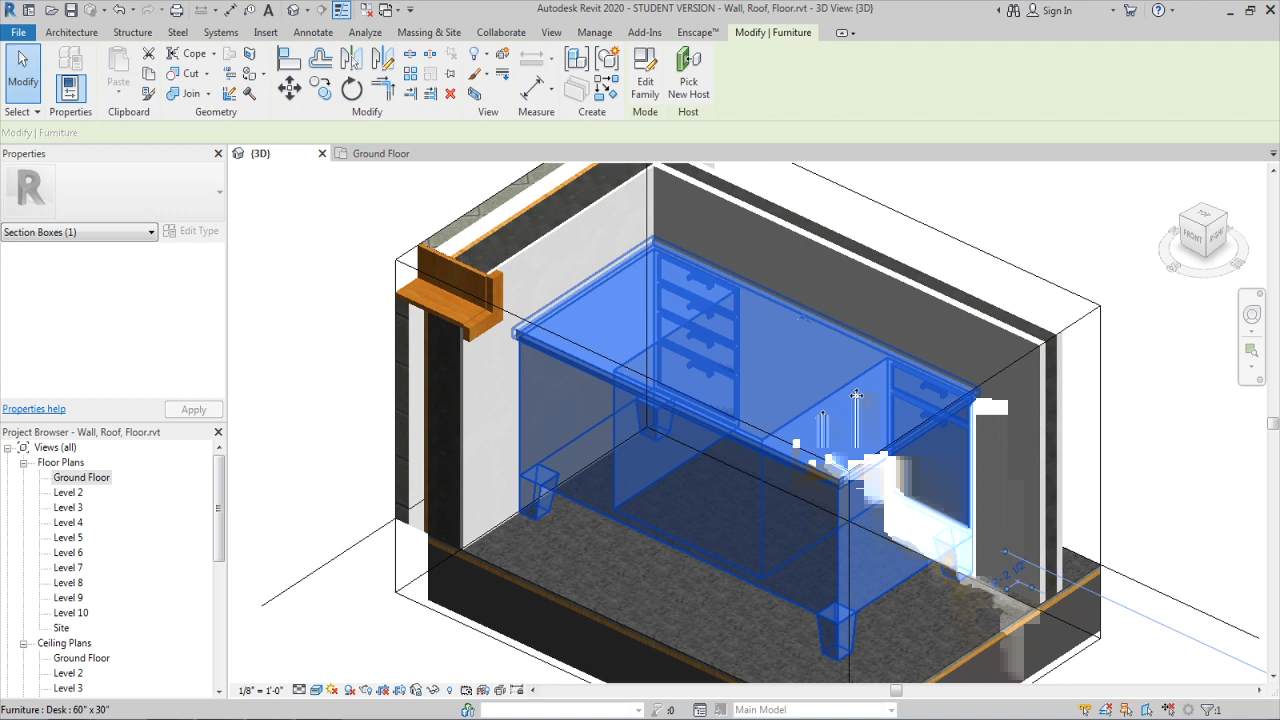 Autodesk Revit 2020 - STUDENT VERSION - Wall, Roof, Floor.rvt - 3D View: {3D}
Sign In
File Architecture Structure Steel Systems Insert Annotate Analyze Massing & Site Collaborate View Manage Add-Ins Enscape™ Modify | Furniture
Modify
Paste
Cope
Cut
Join
Edit Family
Pick New Host
Select Properties Clipboard Geometry Modify View Measure Create Mode Host
Modify | Furniture
Properties
{3D}
Ground Floor
R
Section Boxes (1)
Edit Type
Properties help
Apply
Project Browser - Wall, Roof, Floor.rvt
Views (all)
Floor Plans
Ground Floor
Level 2
Level 3
Level 4
Level 5
Level 6
Level 7
Level 8
Level 9
Level 10
Site
Ceiling Plans
Ground Floor
Level 2
Level 3
TOP
FRONT
RIGHT
1/8" = 1'-0"
Furniture : Desk : 60" x 30"
:0
Main Model
:1